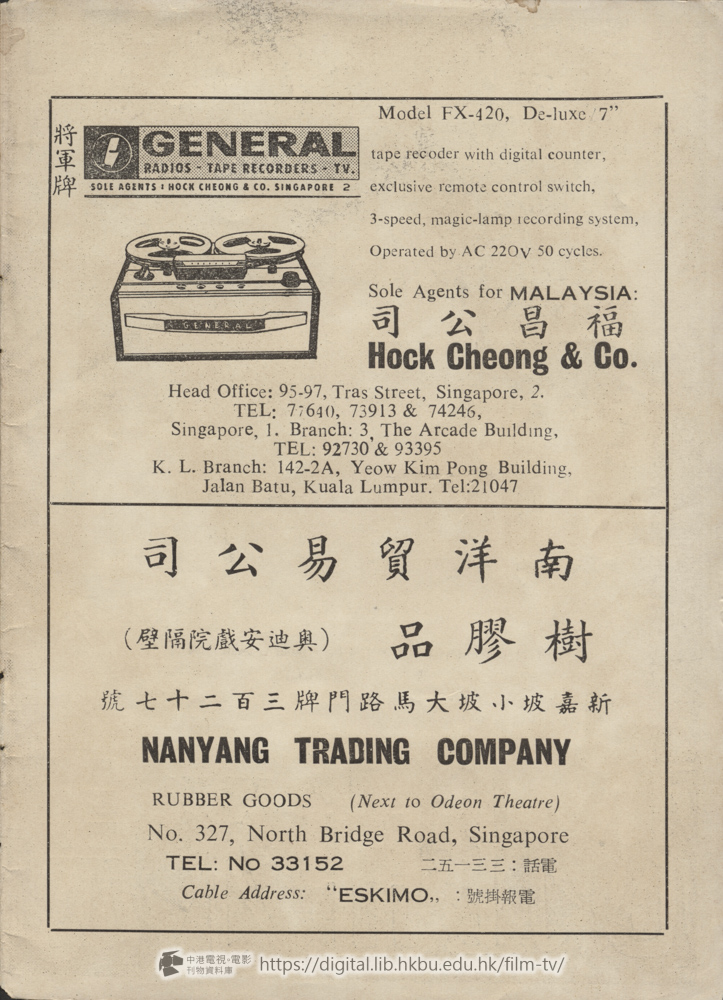 將軍牌
GENERAL
RADIOS - TAPE RECORDERS - TV.
SOLE AGENTS : HOCK CHEONG & CO. SINGAPORE 2
GENERAL
Model FX-420, De-luxe 7”
tape recoder with digital counter,
exclusive remote control switch,
3-speed, magic-lamp recording system,
Operated by AC 220V 50 cycles.
Sole Agents for MALAYSIA:
司公昌福
Hock Cheong & Co.
Head Office: 95-97, Tras Street, Singapore, 2.
TEL: 77640, 73913 & 74246,
Singapore, 1. Branch: 3, The Arcade Building,
TEL: 92730 & 93395
K. L. Branch: 142-2A, Yeow Kim Pong Building,
Jalan Batu, Kuala Lumpur. Tel:21047
司公易貿洋南
(壁隔院戲安迪奥) 品膠樹
號七十二百三牌門路馬大坡小坡嘉新
NANYANG TRADING COMPANY
RUBBER GOODS (Next to Odeon Theatre)
No. 327, North Bridge Road, Singapore
TEL: No 33152 二五一三三：話電
Cable Address: “ESKIMO„ ：號掛報電
中港電視·電影
刊物資料庫
https://digital.lib.hkbu.edu.hk/film-tv/